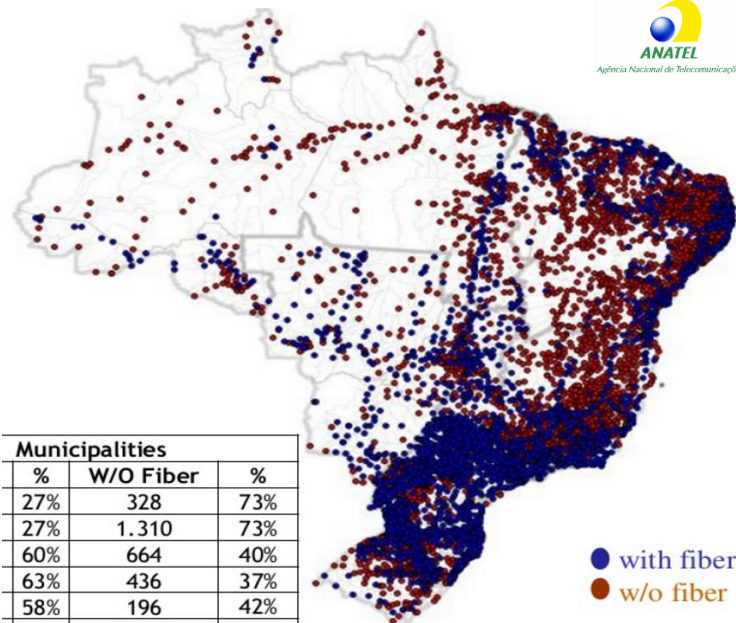 ANATEL
Agência Nacional de Telecomunicaçõ
Municipalities
% W/O Fiber %
27% 328 73%
27% 1.310 73%
60% 664 40%
63% 436 37%
58% 196 42%
with fiber
w/o fiber